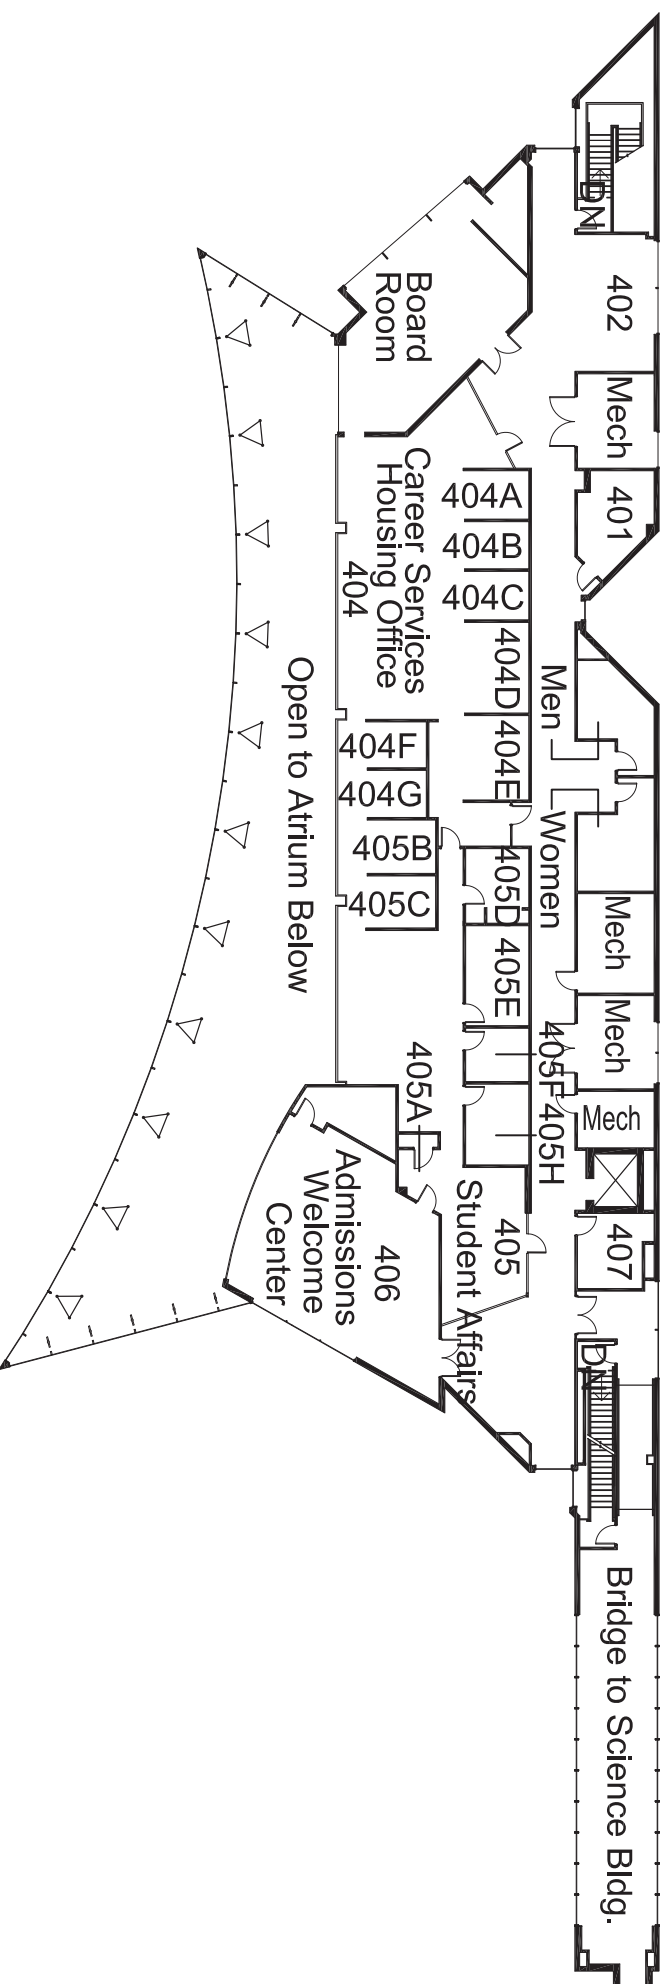 DN
402
Board
Room
Mech
401
Career Services
Housing Office
404
404A
404B
404C
404D
404E
Men
Women
404F
404G
405B
405C
405D
405E
Open to Atrium Below
Mech
Mech
405F
405H
405A
Mech
Student Affairs
405
407
406
Admissions
Welcome
Center
DN
Bridge to Science Bldg.